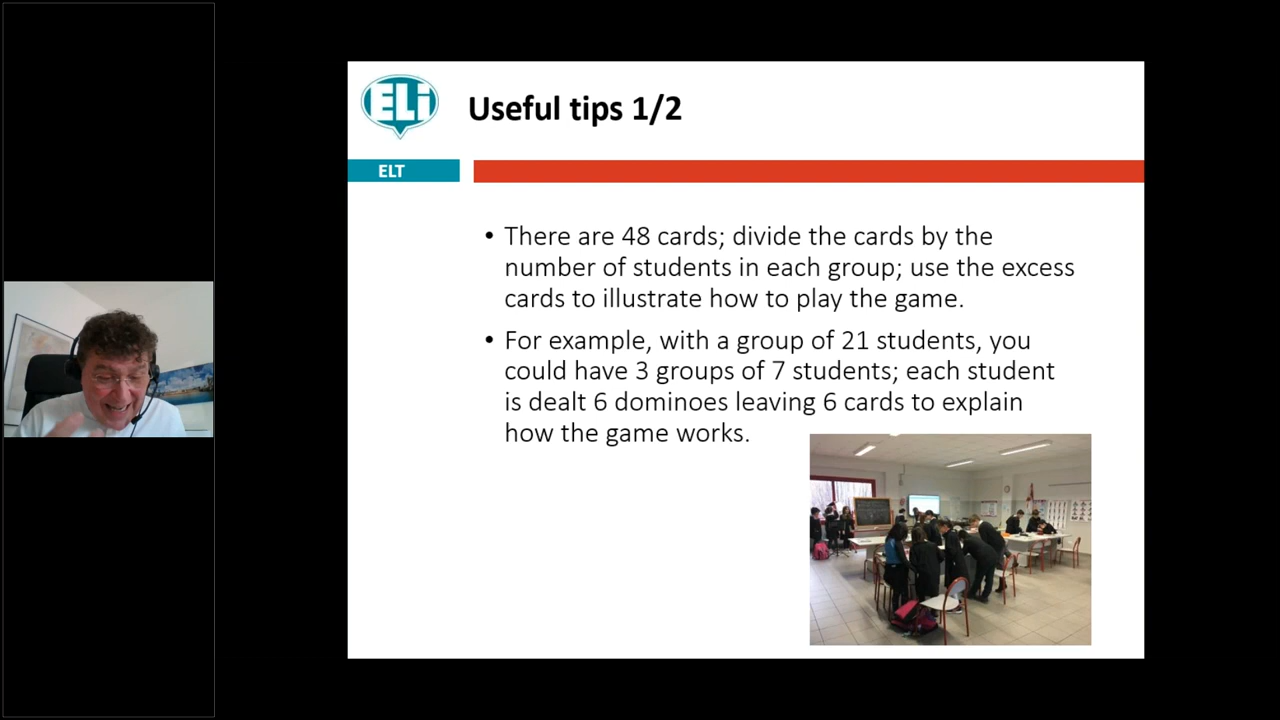 ELi
Useful tips 1/2
ELT
• There are 48 cards; divide the cards by the
number of students in each group; use the excess
cards to illustrate how to play the game.
• For example, with a group of 21 students, you
could have 3 groups of 7 students; each student
is dealt 6 dominoes leaving 6 cards to explain
how the game works.